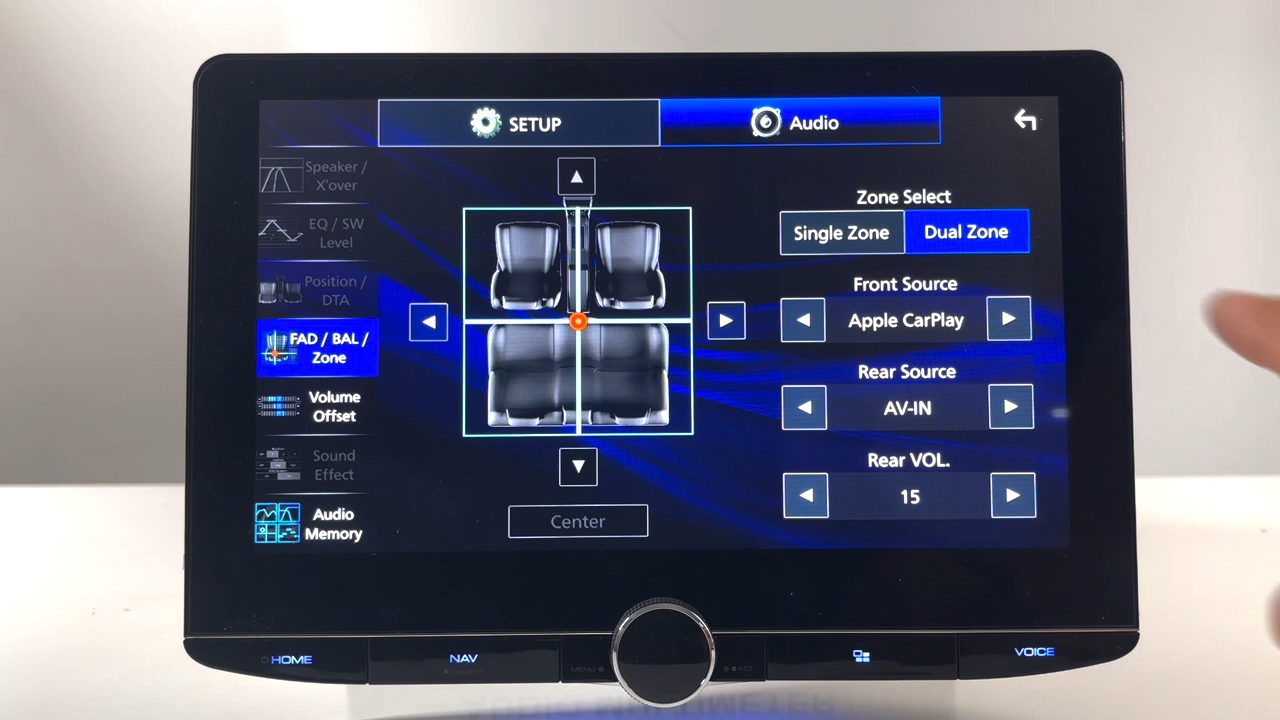 SETUP
Audio
Speaker /
X'over
EQ / SW
Level
Position /
DTA
FAD / BAL /
Zone
Volume
Offset
Sound
Effect
Audio
Memory
Center
Zone Select
Single Zone
Dual Zone
Front Source
Apple CarPlay
Rear Source
AV-IN
Rear VOL.
15
HOME
NAV
MENU
ATT
VOICE